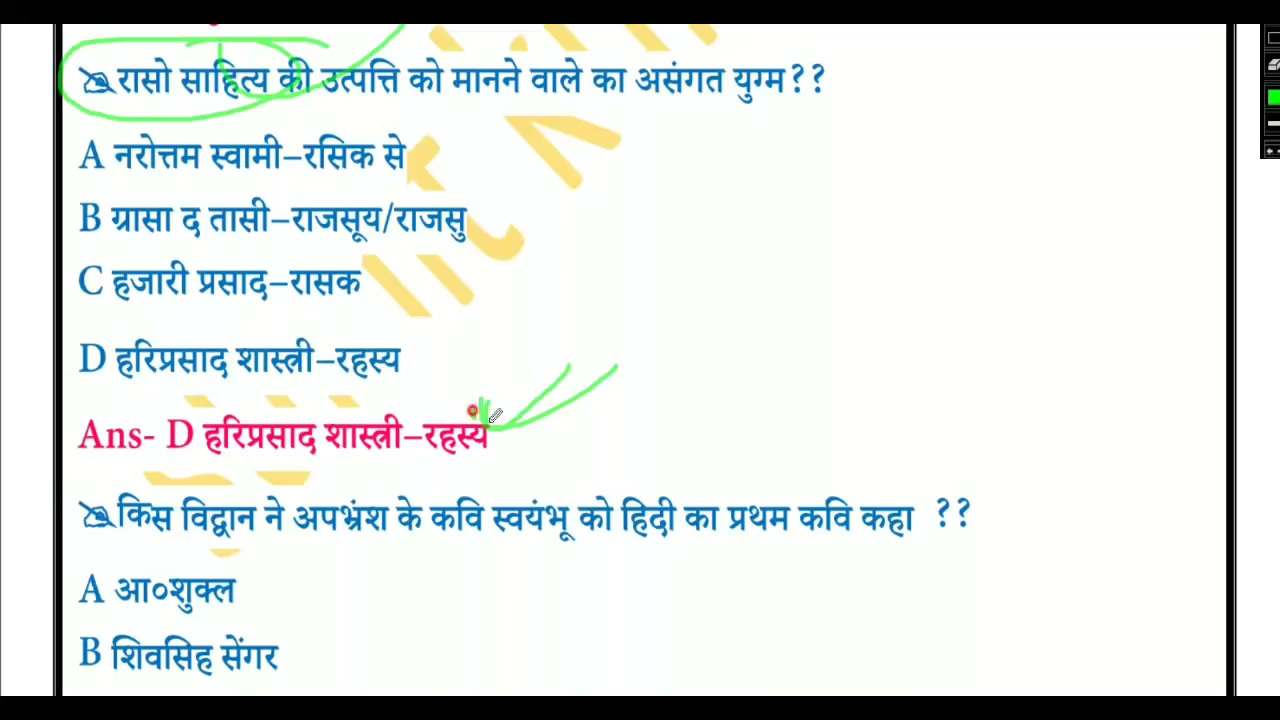 रासो साहित्य की उत्पत्ति को मानने वाले का असंगत युग्म??
A नरोत्तम स्वामी–रसिक से
B ग्रासा द तासी–राजसूय/राजसु
C हजारी प्रसाद–रासक
D हरिप्रसाद शास्त्री–रहस्य
Ans- D हरिप्रसाद शास्त्री–रहस्य
किस विद्वान ने अपभ्रंश के कवि स्वयंभू को हिदी का प्रथम कवि कहा ??
A आ०शुक्ल
B शिवसिह सेंगर